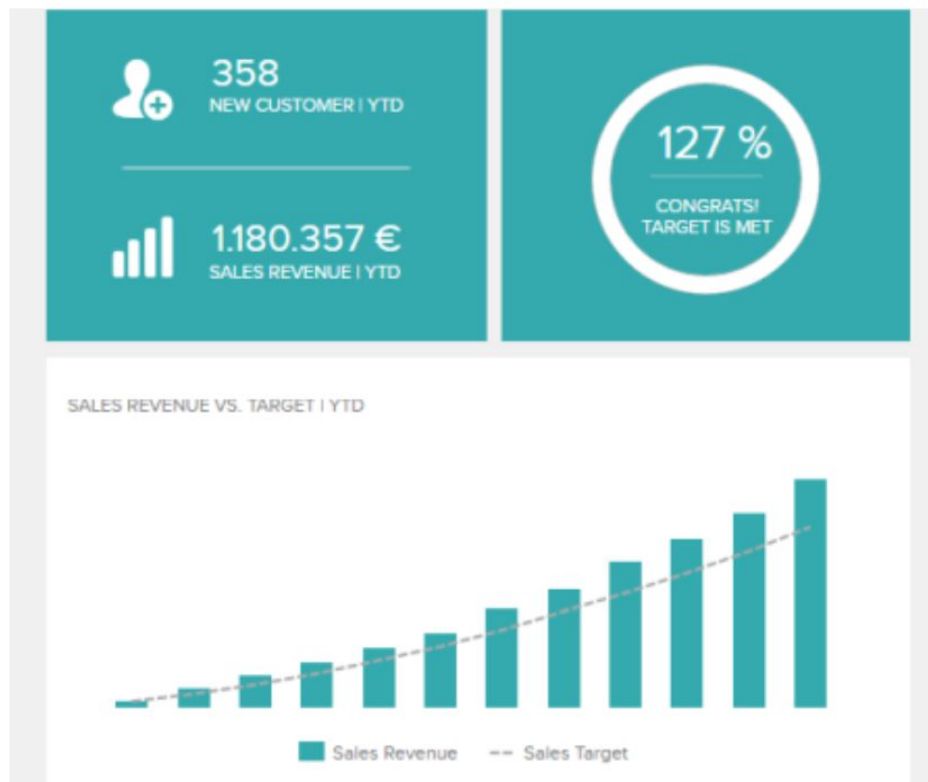 358
NEW CUSTOMER | YTD
1.180.357 €
SALES REVENUE | YTD
127 %
CONGRATS!
TARGET IS MET
SALES REVENUE VS. TARGET | YTD
Sales Revenue
Sales Target